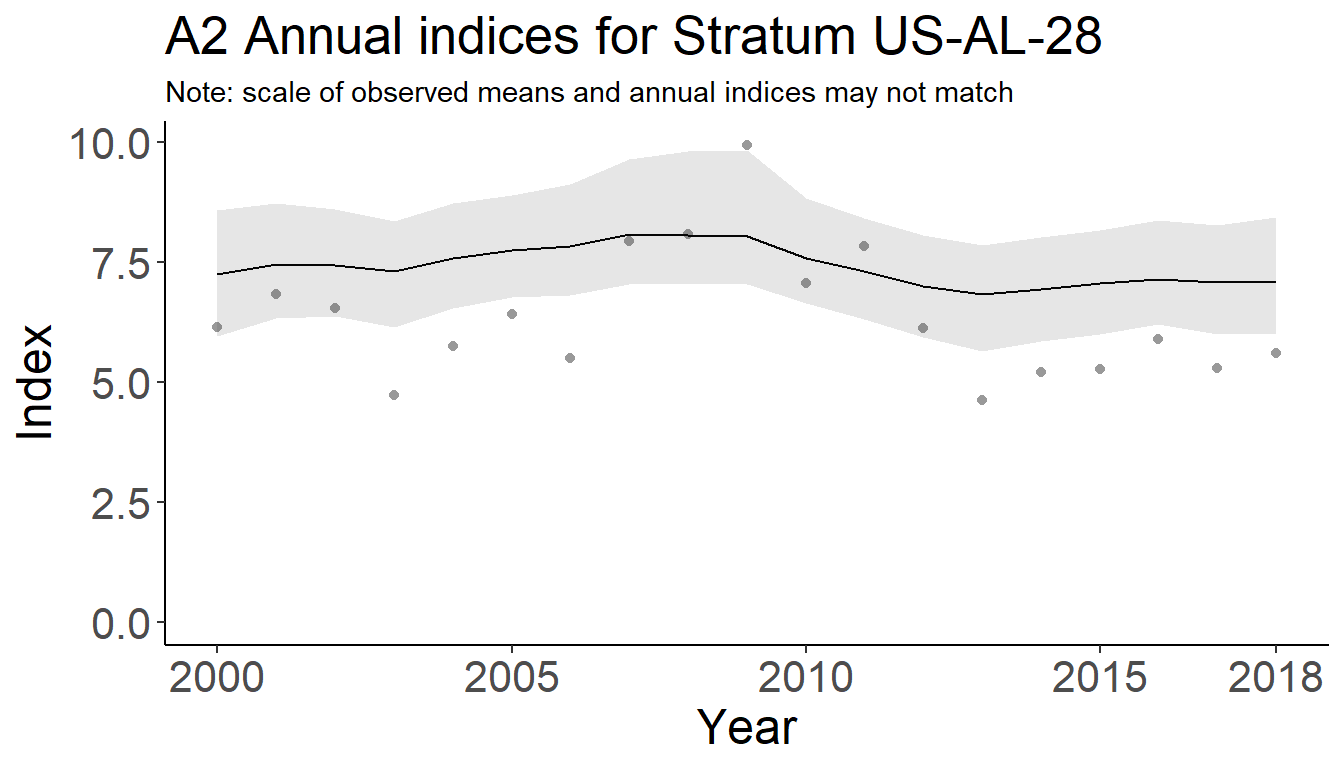 A2 Annual indices for Stratum US-AL-28
Note: scale of observed means and annual indices may not match
10.0
7.5
5.0
2.5
0.0
Index
2000 2005 2010 2015 2018
Year